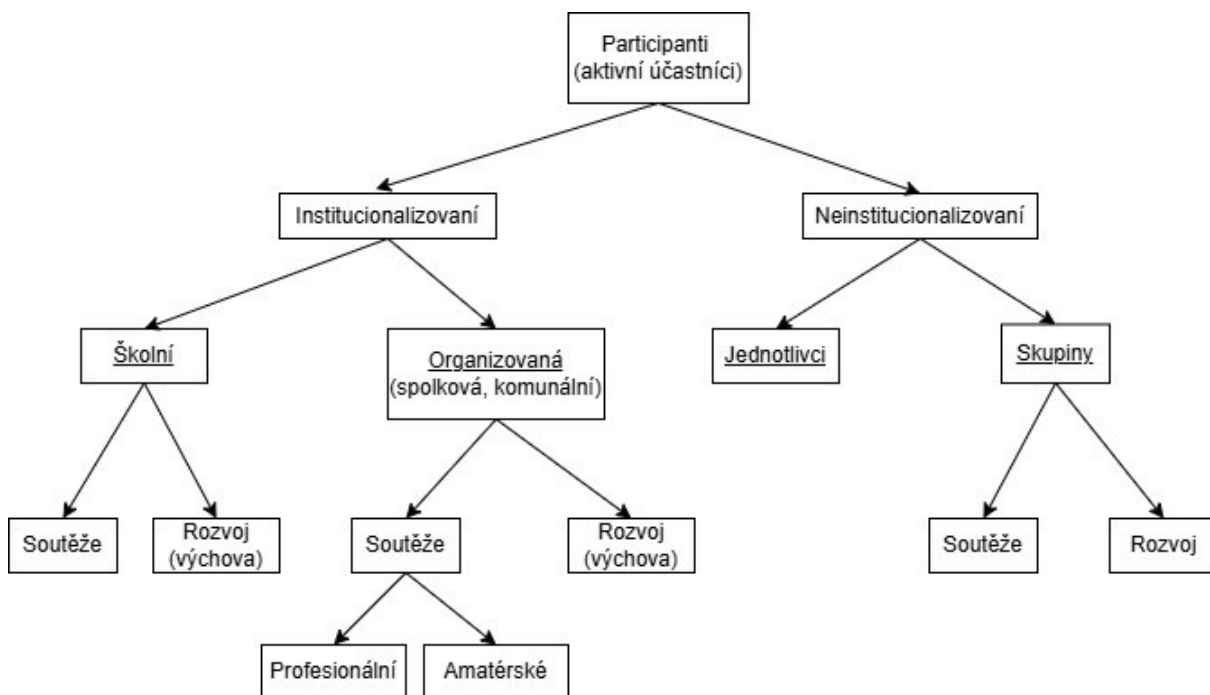 Participanti
(aktivní účastníci)
Institucionalizovaní
Neinstitucionalizovaní
Školní
Organizovaná
(spolková, komunální)
Jednotlivci
Skupiny
Soutěže
Rozvoj
(výchova)
Soutěže
Rozvoj
(výchova)
Soutěže
Rozvoj
Profesionální
Amatérské